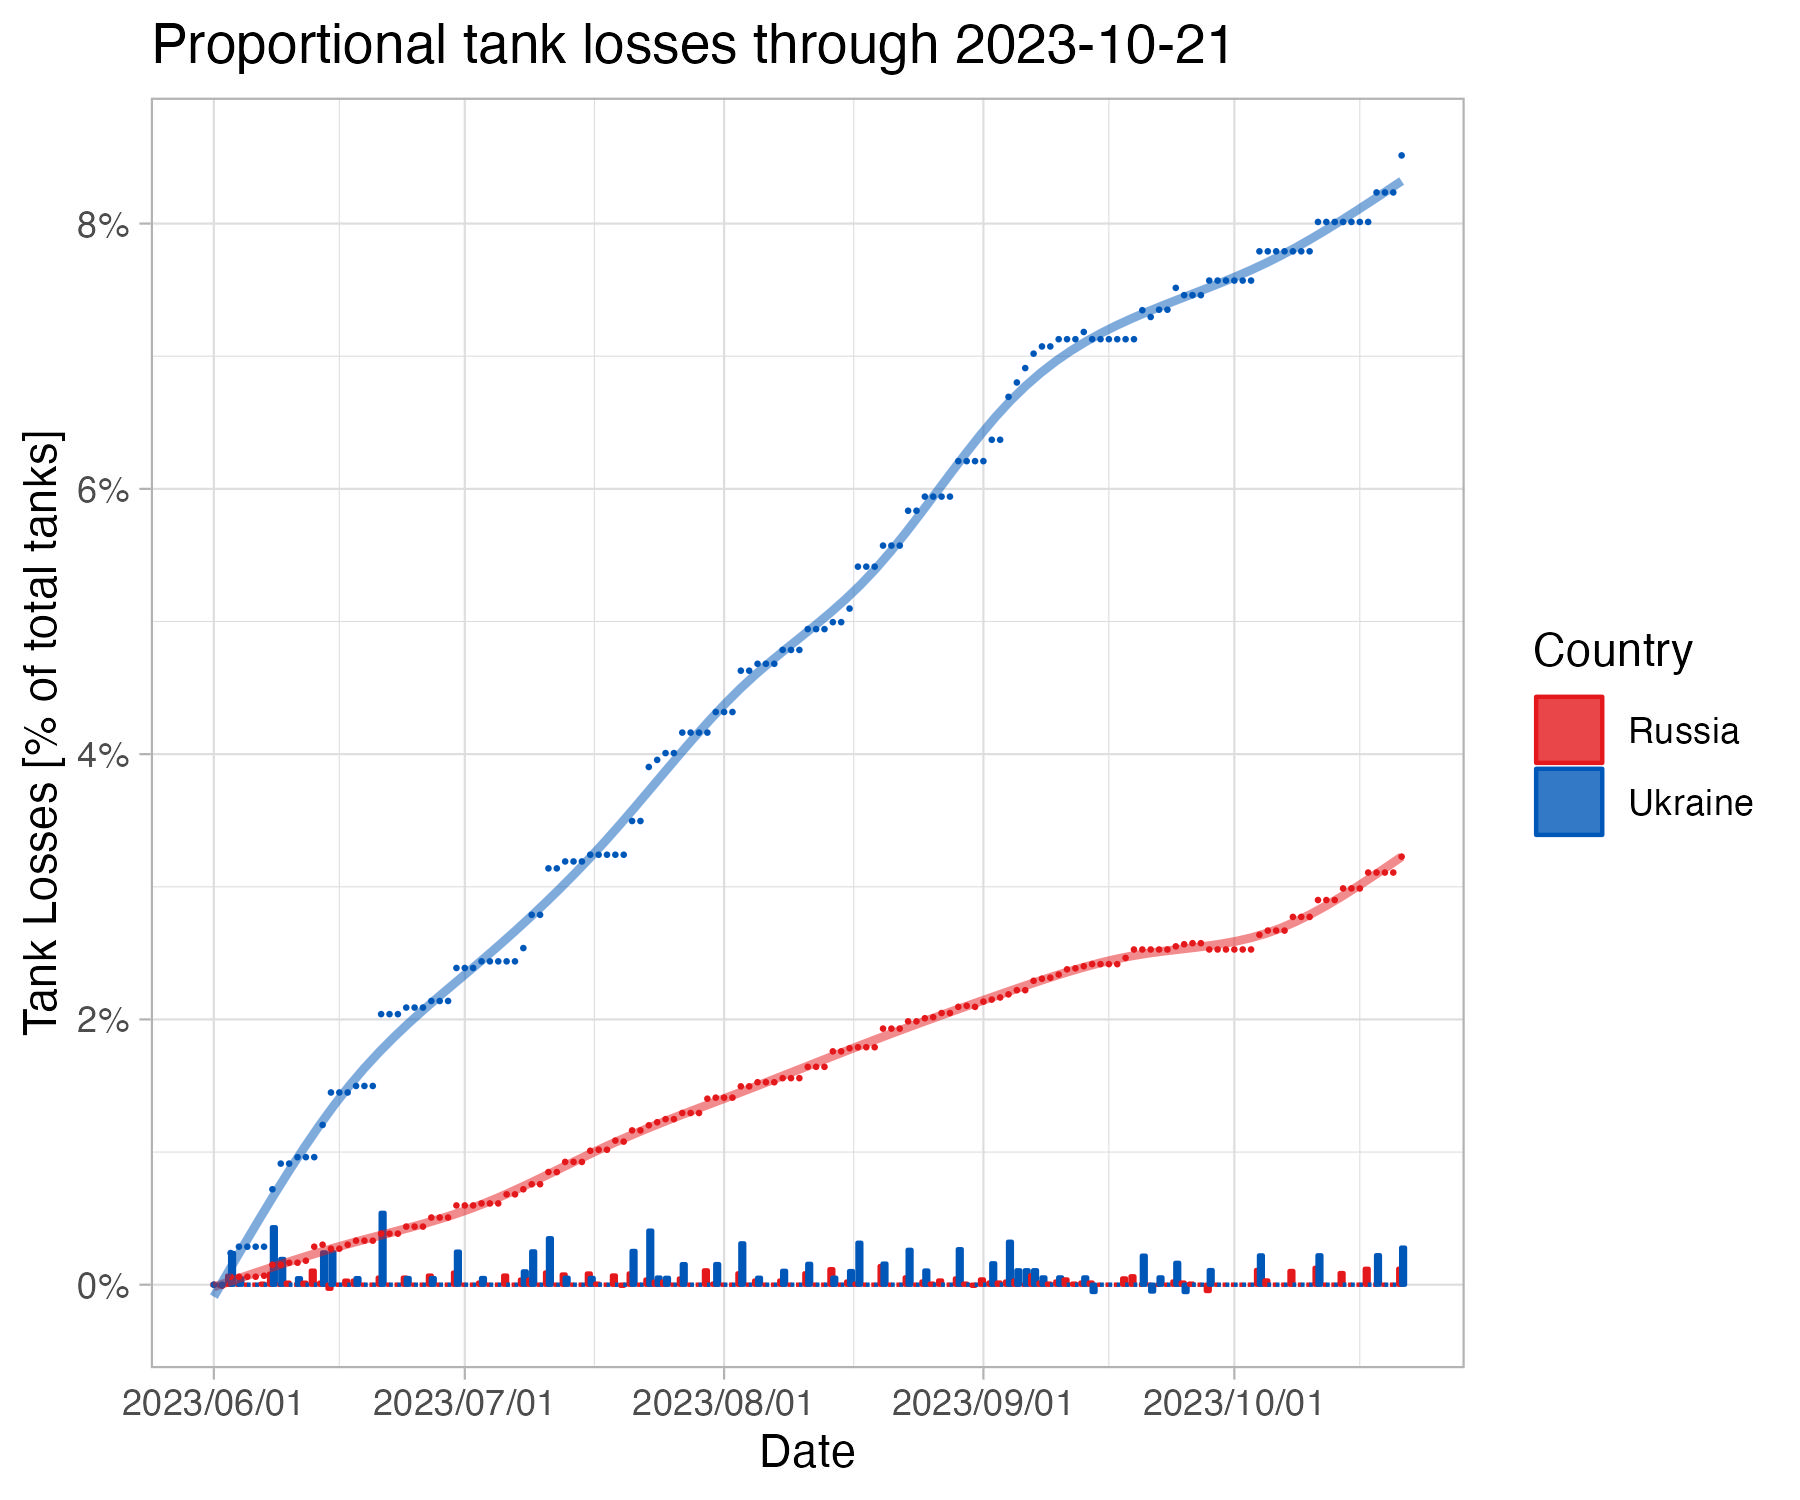 Proportional tank losses through 2023-10-21
Tank Losses [% of total tanks]
8%
6%
4%
2%
0%
2023/06/01
2023/07/01
2023/08/01
2023/09/01
2023/10/01
Date
Country
Russia
Ukraine